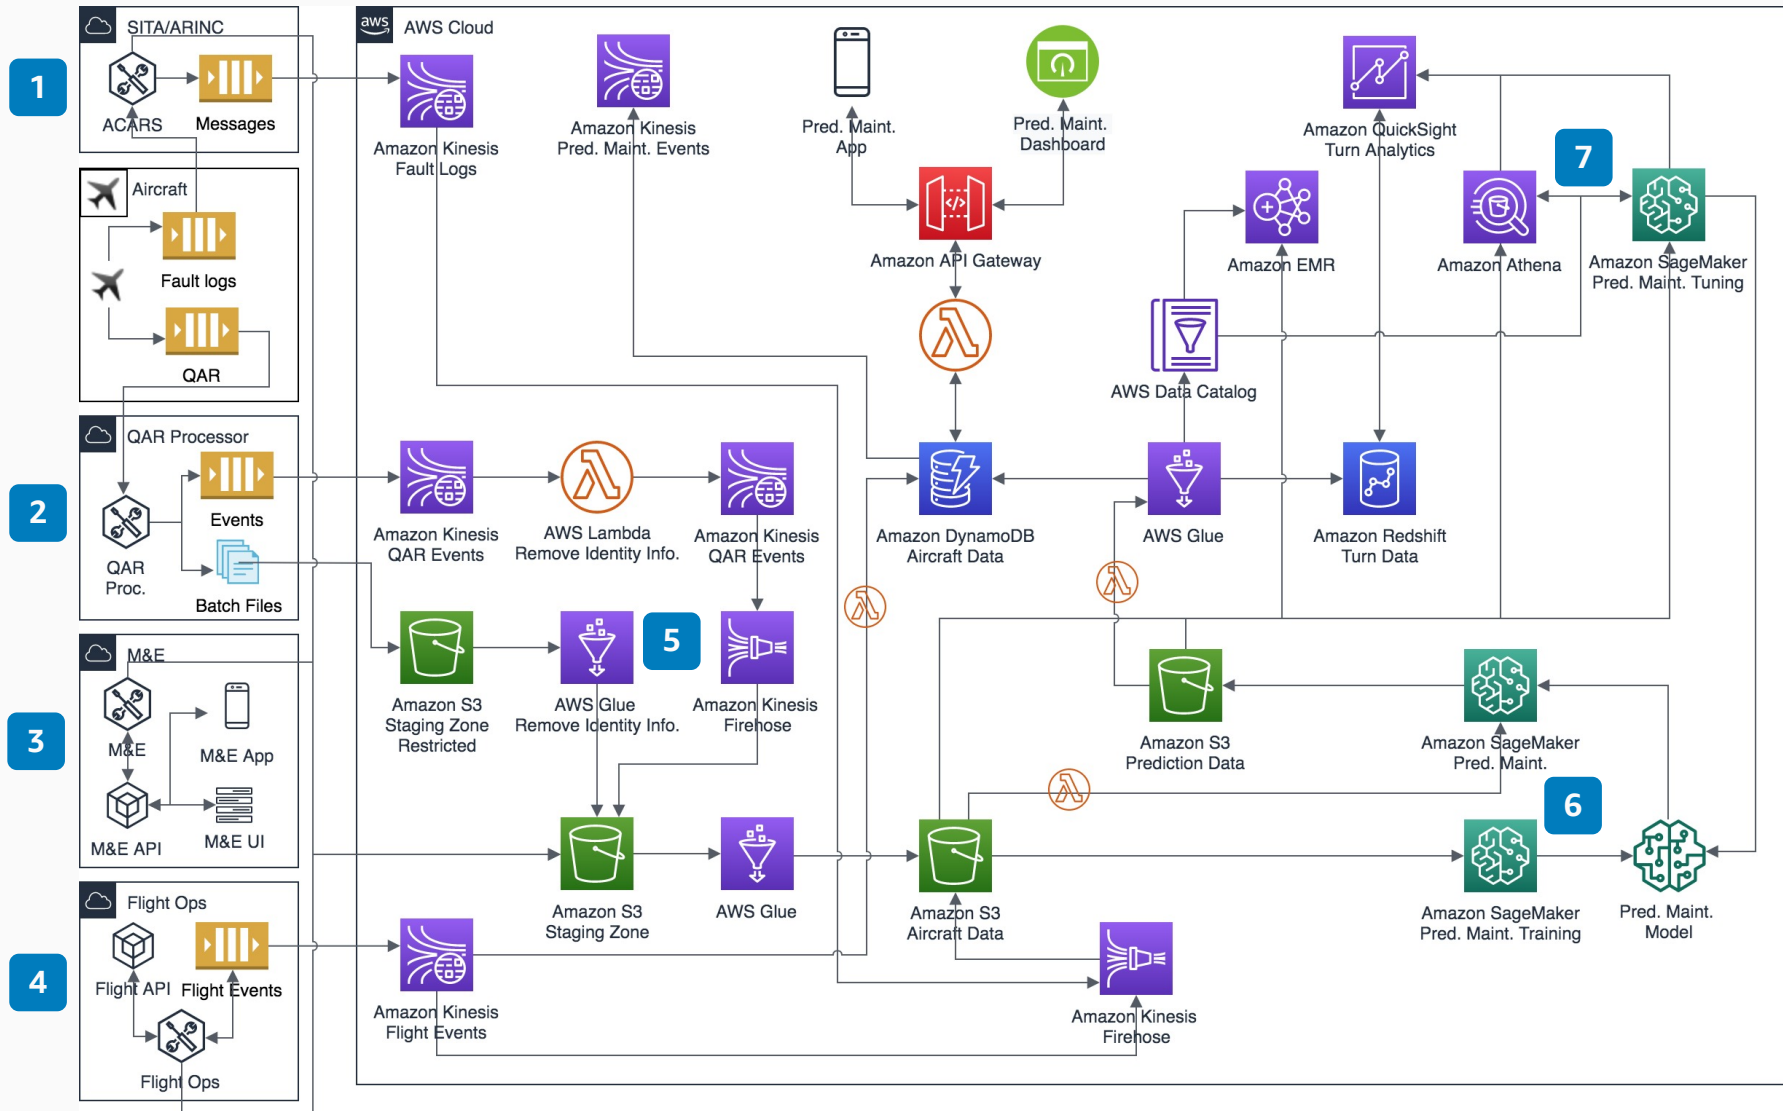 SITA/ARINC
aws
AWS Cloud
1
ACARS
Messages
Amazon Kinesis
Fault Logs
Amazon Kinesis
Pred. Maint. Events
Pred. Maint.
App
Pred. Maint.
Dashboard
Amazon QuickSight
Turn Analytics
7
Aircraft
Fault logs
QAR
Amazon API Gateway
Amazon EMR
Amazon Athena
Amazon SageMaker
Pred. Maint. Tuning
AWS Data Catalog
QAR Processor
2
Events
QAR
Proc.
Batch Files
Amazon Kinesis
QAR Events
AWS Lambda
Remove Identity Info.
Amazon Kinesis
QAR Events
Amazon DynamoDB
Aircraft Data
AWS Glue
Amazon Redshift
Turn Data
5
M&E
3
M&E
M&E App
M&E API
M&E UI
Amazon S3
Staging Zone
Restricted
AWS Glue
Remove Identity Info.
Amazon Kinesis
Firehose
Amazon S3
Prediction Data
Amazon SageMaker
Pred. Maint.
6
Flight Ops
4
Flight API
Flight Events
Flight Ops
Amazon S3
Staging Zone
AWS Glue
Amazon S3
Aircraft Data
Amazon SageMaker
Pred. Maint. Training
Pred. Maint.
Model
Amazon Kinesis
Flight Events
Amazon Kinesis
Firehose